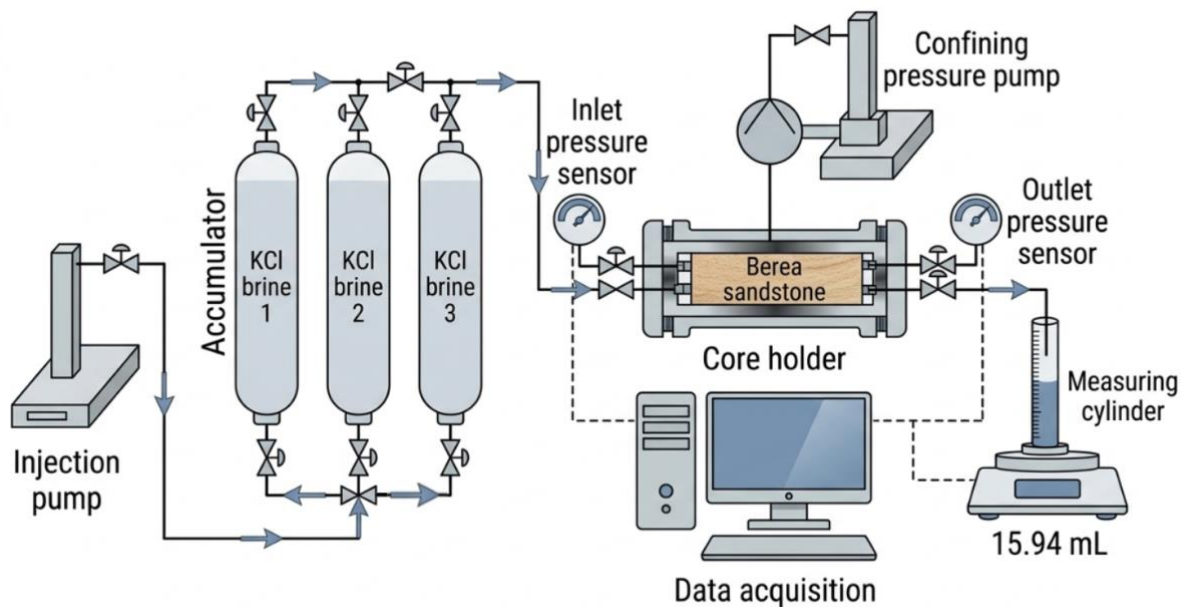 Confining
pressure pump
Inlet
pressure
sensor
Outlet
pressure
sensor
Accumulator
KCl
brine
1
KCl
brine
2
KCl
brine
3
Berea
sandstone
Core holder
Measuring
cylinder
Injection
pump
15.94 mL
Data acquisition